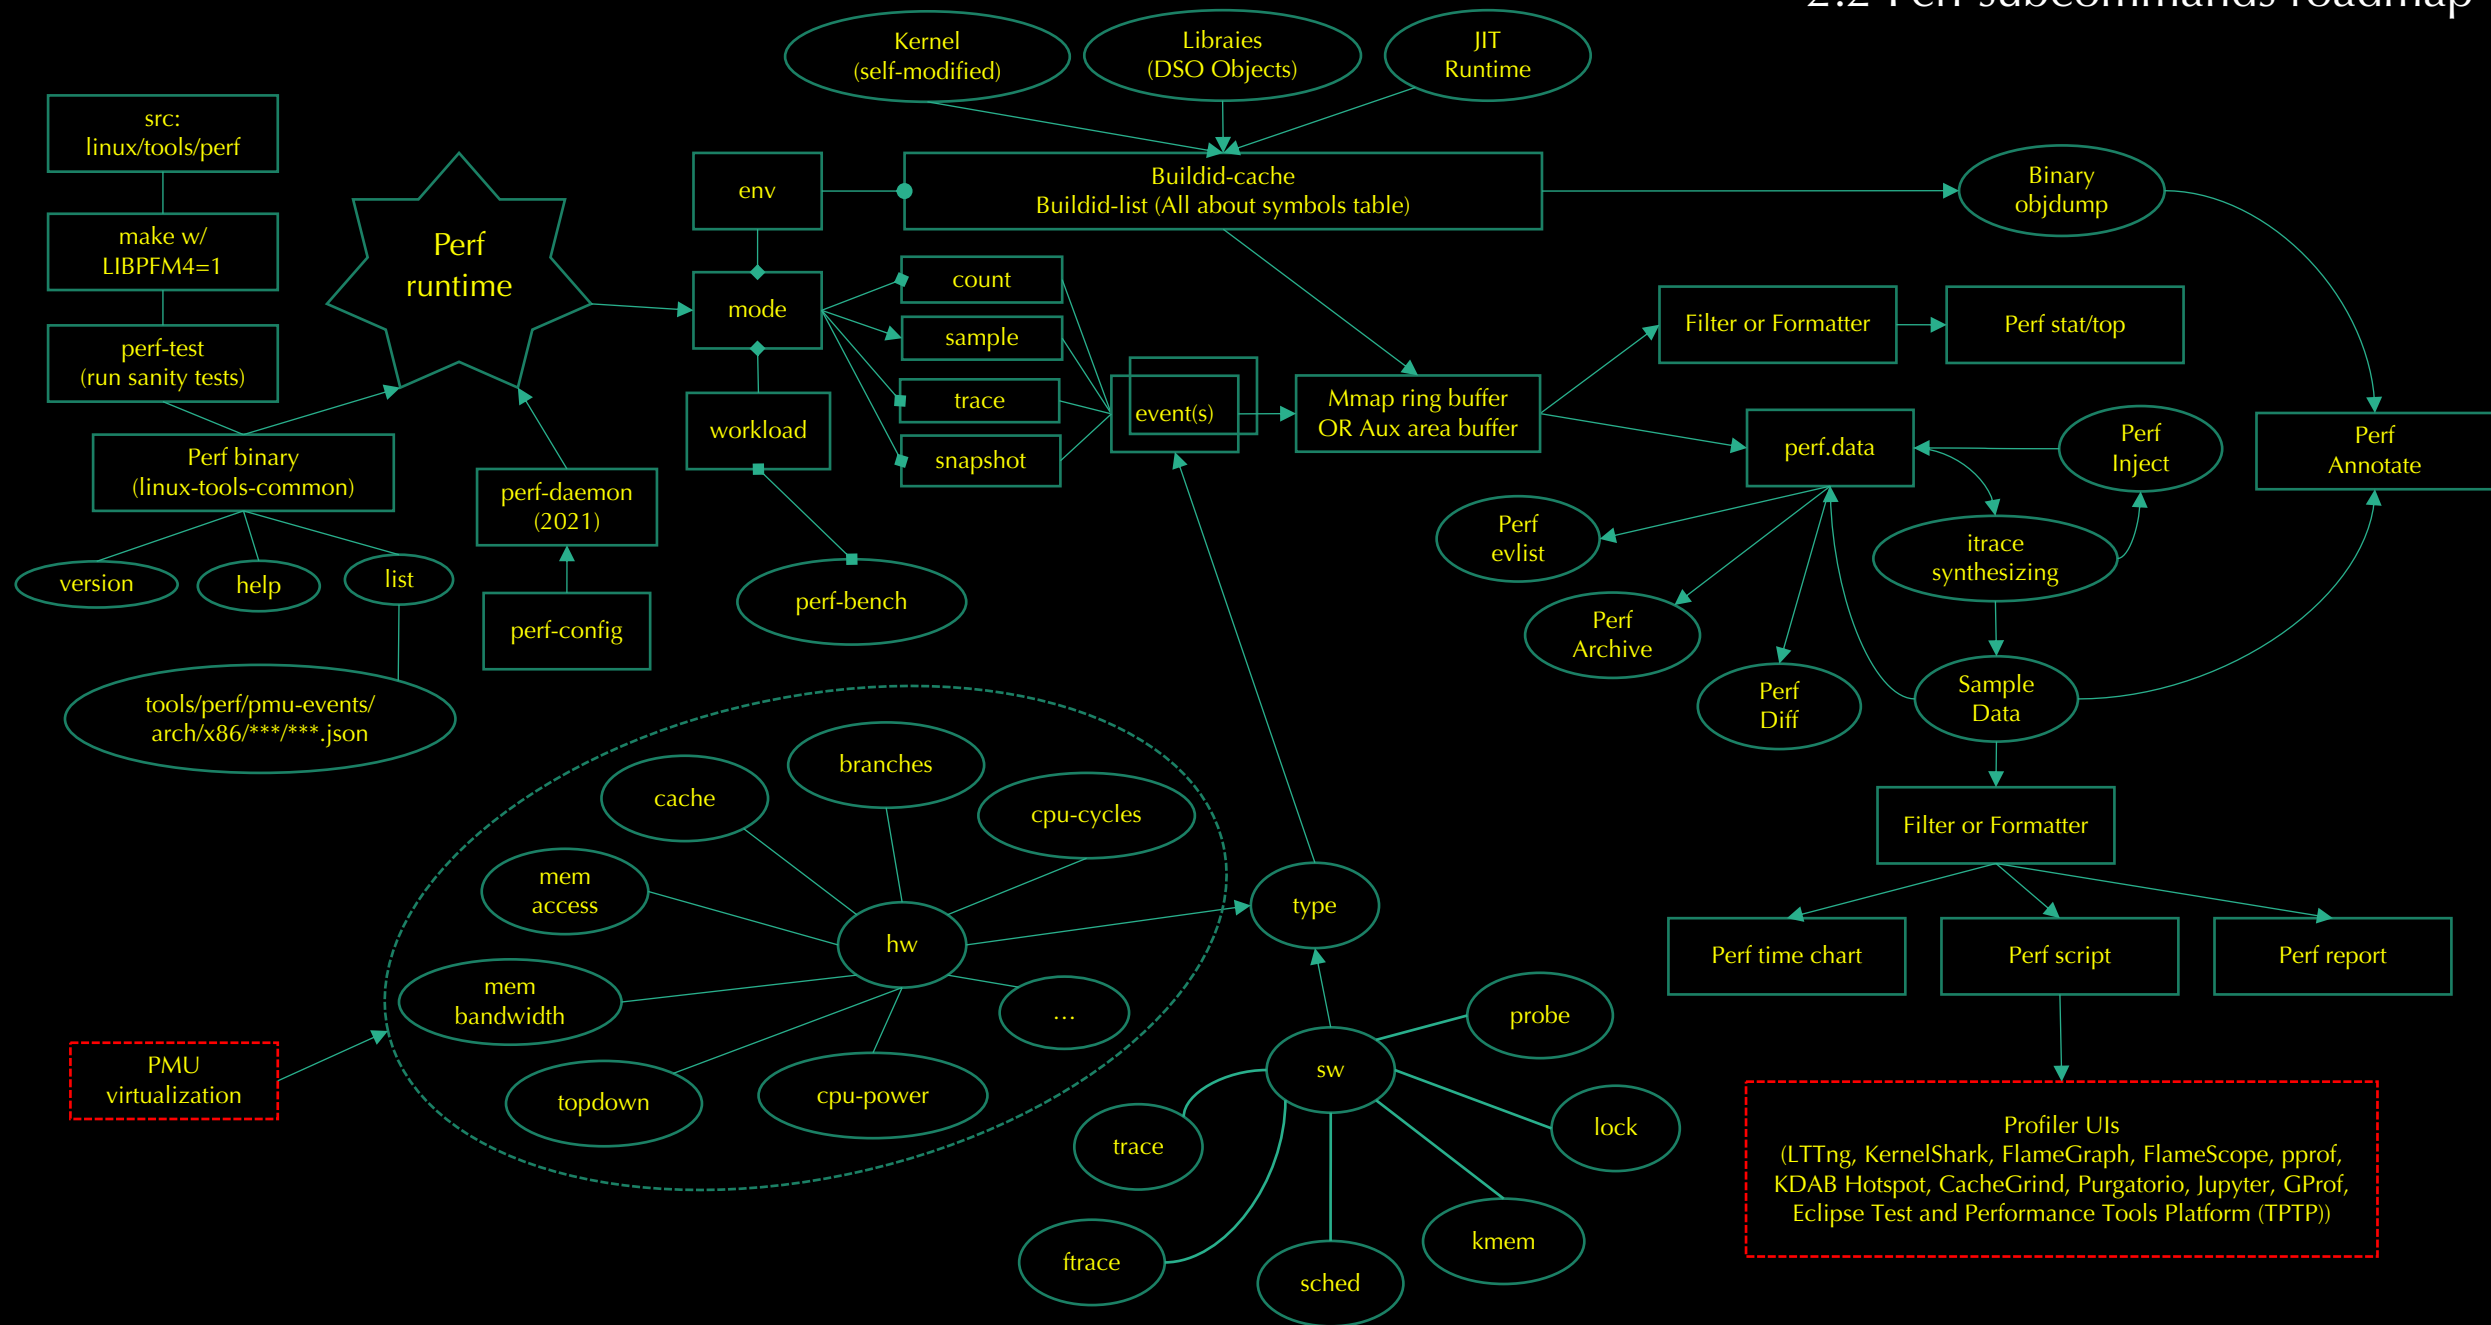 2.2 Perf subcommands roadmap
Kernel
(self-modified)
Libraies
(DSO Objects)
JIT
Runtime
src:
linux/tools/perf
make w/
LIBPFM4=1
perf-test
(run sanity tests)
Perf binary
(linux-tools-common)
version
help
list
tools/perf/pmu-events/
arch/x86/***/***.json
Perf
runtime
perf-daemon
(2021)
perf-config
env
mode
workload
perf-bench
Buildid-cache
Buildid-list (All about symbols table)
count
sample
trace
snapshot
event(s)
Mmap ring buffer
OR Aux area buffer
Binary
objdump
Filter or Formatter
Perf stat/top
perf.data
Perf
Inject
Perf
Annotate
Perf
evlist
Perf
Archive
Perf
Diff
itrace
synthesizing
Sample
Data
Filter or Formatter
Perf time chart
Perf script
Perf report
Profiler UIs
(LTTng, KernelShark, FlameGraph, FlameScope, pprof,
KDAB Hotspot, CacheGrind, Purgatorio, Jupyter, GProf,
Eclipse Test and Performance Tools Platform (TPTP))
PMU
virtualization
cache
branches
cpu-cycles
mem
access
hw
mem
bandwidth
...
topdown
cpu-power
type
sw
probe
lock
kmem
sched
ftrace
trace